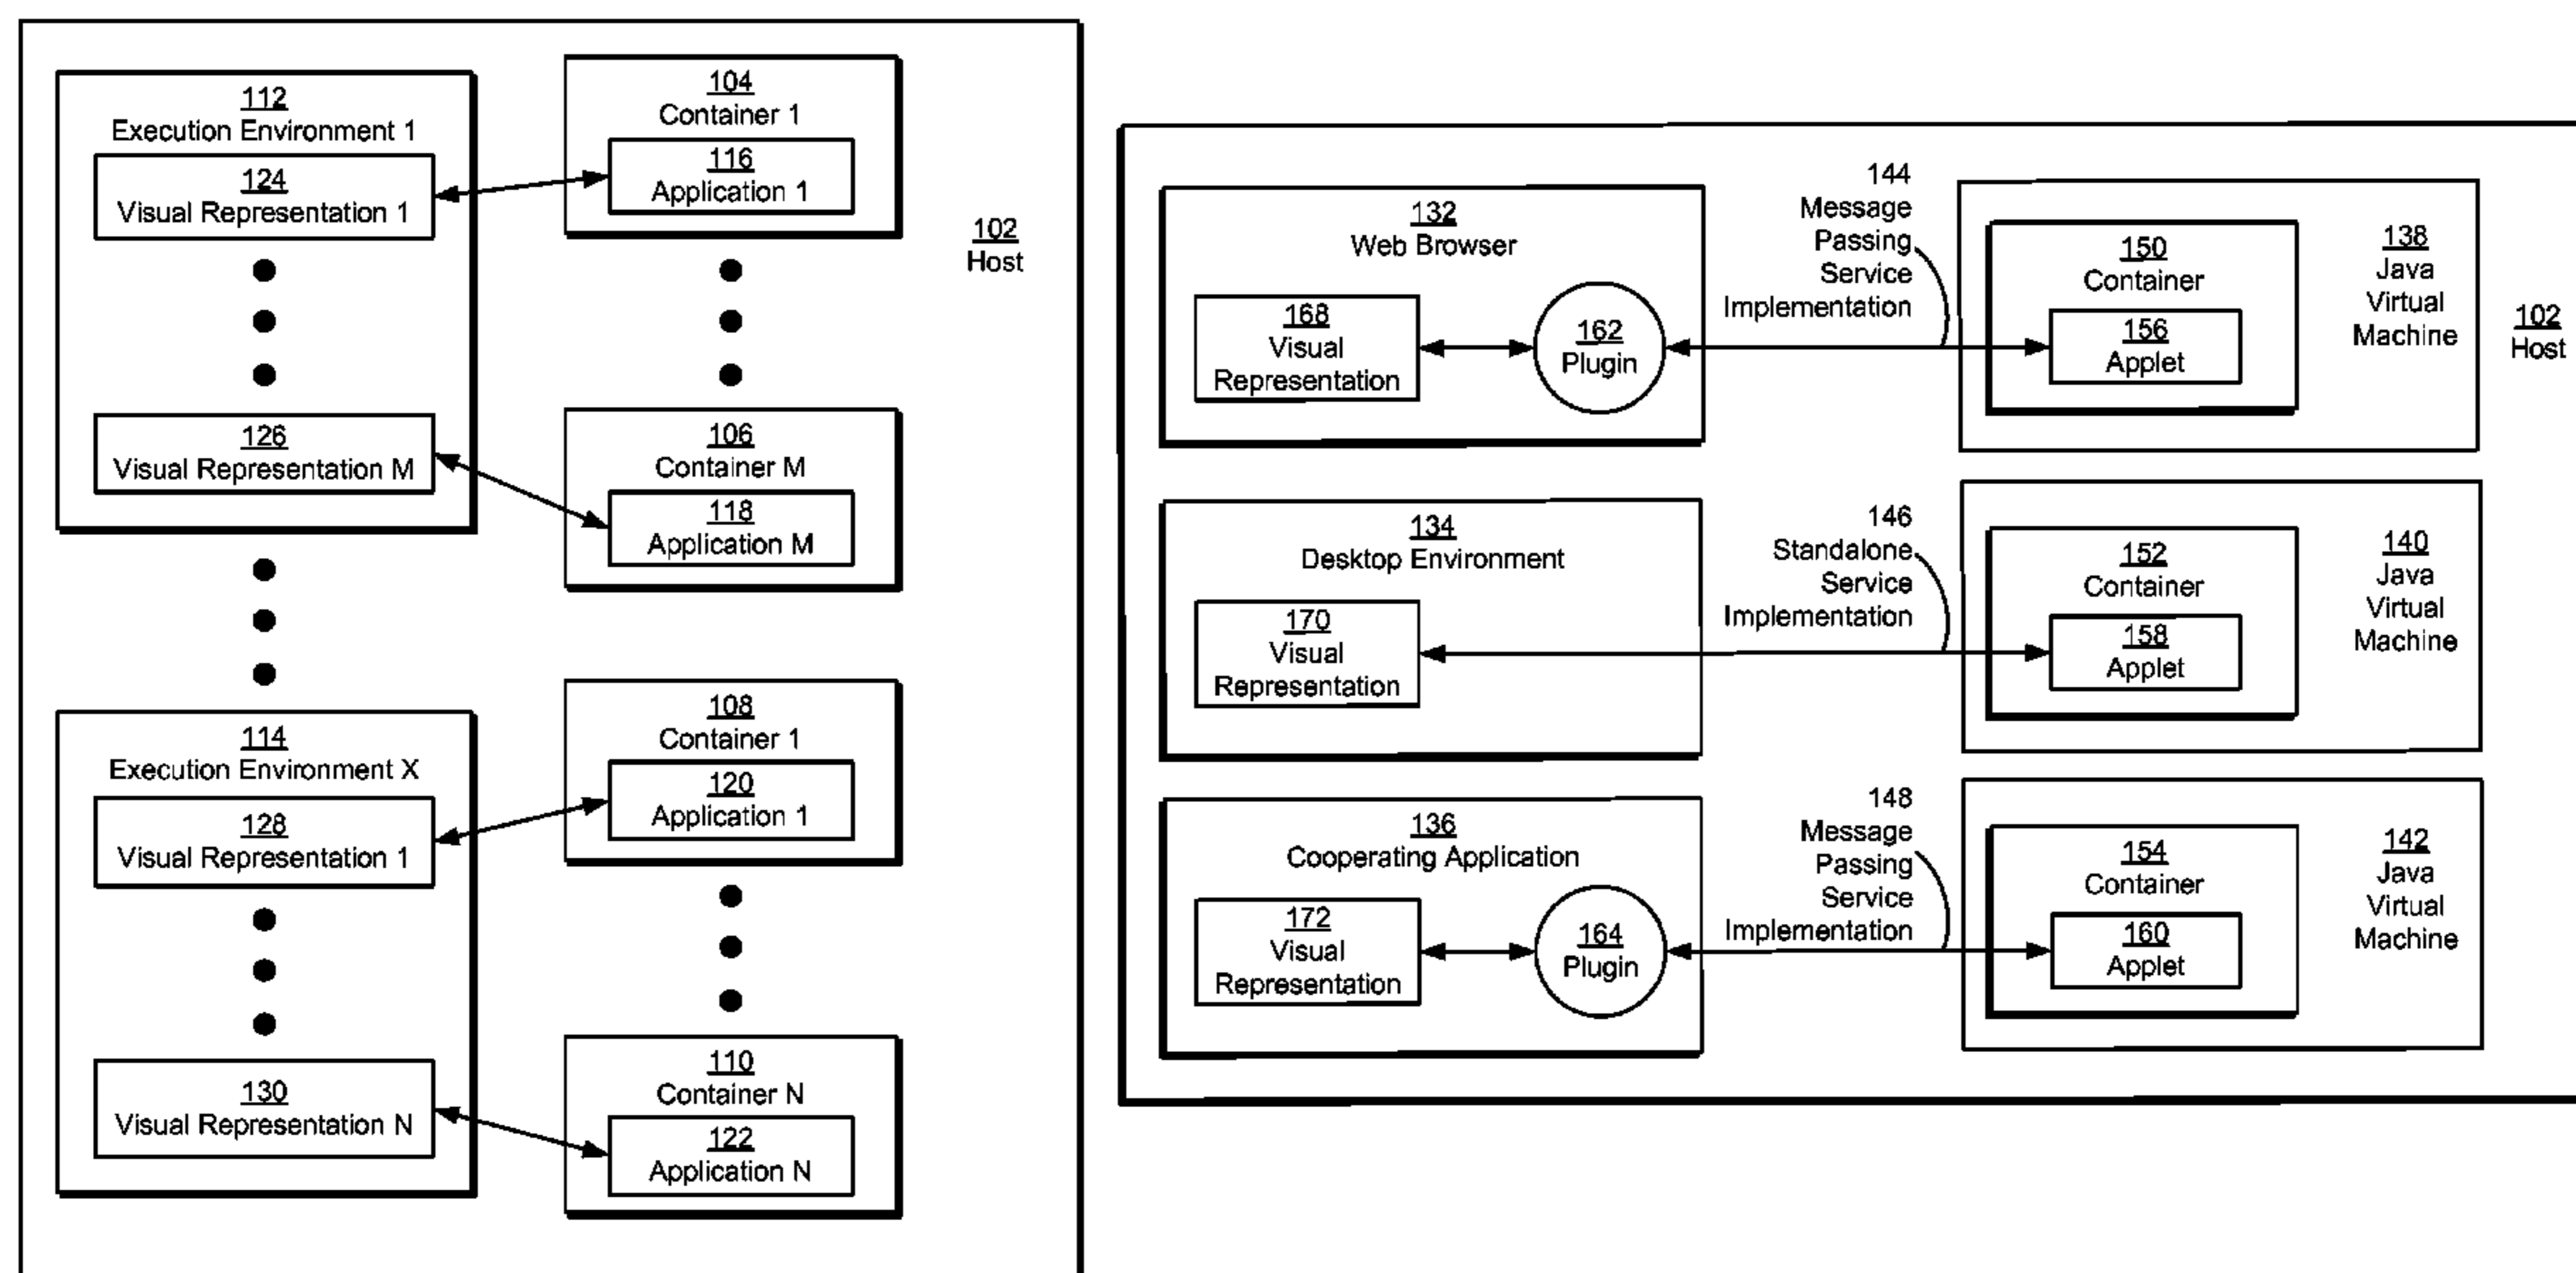 112
Execution Environment 1
124
Visual Representation 1
126
Visual Representation M
104
Container 1
116
Application 1
106
Container M
118
Application M
102
Host
114
Execution Environment X
128
Visual Representation 1
130
Visual Representation N
108
Container 1
120
Application 1
110
Container N
122
Application N
132
Web Browser
168
Visual
Representation
162
Plugin
144
Message
Passing
Service
Implementation
150
Container
156
Applet
138
Java
Virtual
Machine
102
Host
134
Desktop Environment
170
Visual
Representation
146
Standalone
Service
Implementation
152
Container
158
Applet
140
Java
Virtual
Machine
136
Cooperating Application
172
Visual
Representation
164
Plugin
148
Message
Passing
Service
Implementation
154
Container
160
Applet
142
Java
Virtual
Machine